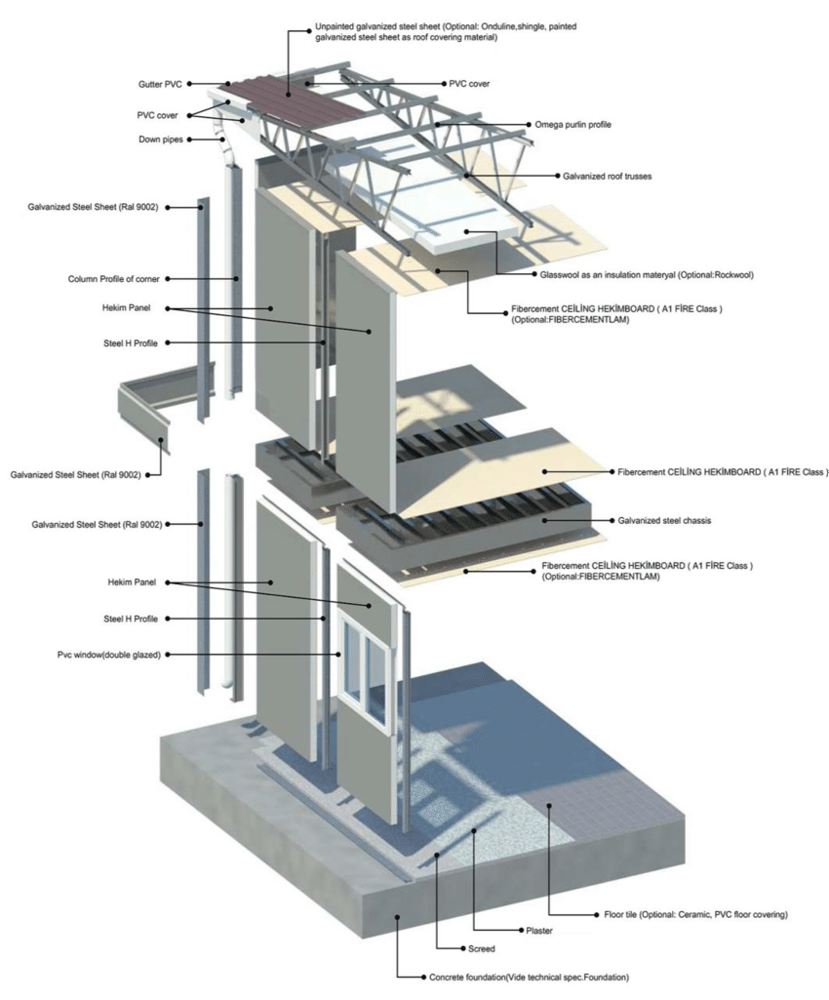 Unpainted galvanized steel sheet (Optional: Onduline,shingle, painted
galvanized steel sheet as roof covering material)
Gutter PVC
PVC cover
PVC cover
Omega purlin profile
Down pipes
Galvanized roof trusses
Galvanized Steel Sheet (Ral 9002)
Glasswool as an insulation materyal (Optional:Rockwool)
Column Profile of corner
Hekim Panel
Fibercement CEİLİNG HEKİMBOARD ( A1 FİRE Class )
(Optional:FIBERCEMENTLAM)
Steel H Profile
Galvanized Steel Sheet (Ral 9002)
Fibercement CEİLİNG HEKİMBOARD ( A1 FİRE Class )
Galvanized Steel Sheet (Ral 9002)
Galvanized steel chassis
Fibercement CEİLİNG HEKİMBOARD ( A1 FİRE Class )
(Optional:FIBERCEMENTLAM)
Hekim Panel
Steel H Profile
Pvc window(double glazed)
Floor tile (Optional: Ceramic, PVC floor covering)
Plaster
Screed
Concrete foundation(Vide technical spec.Foundation)